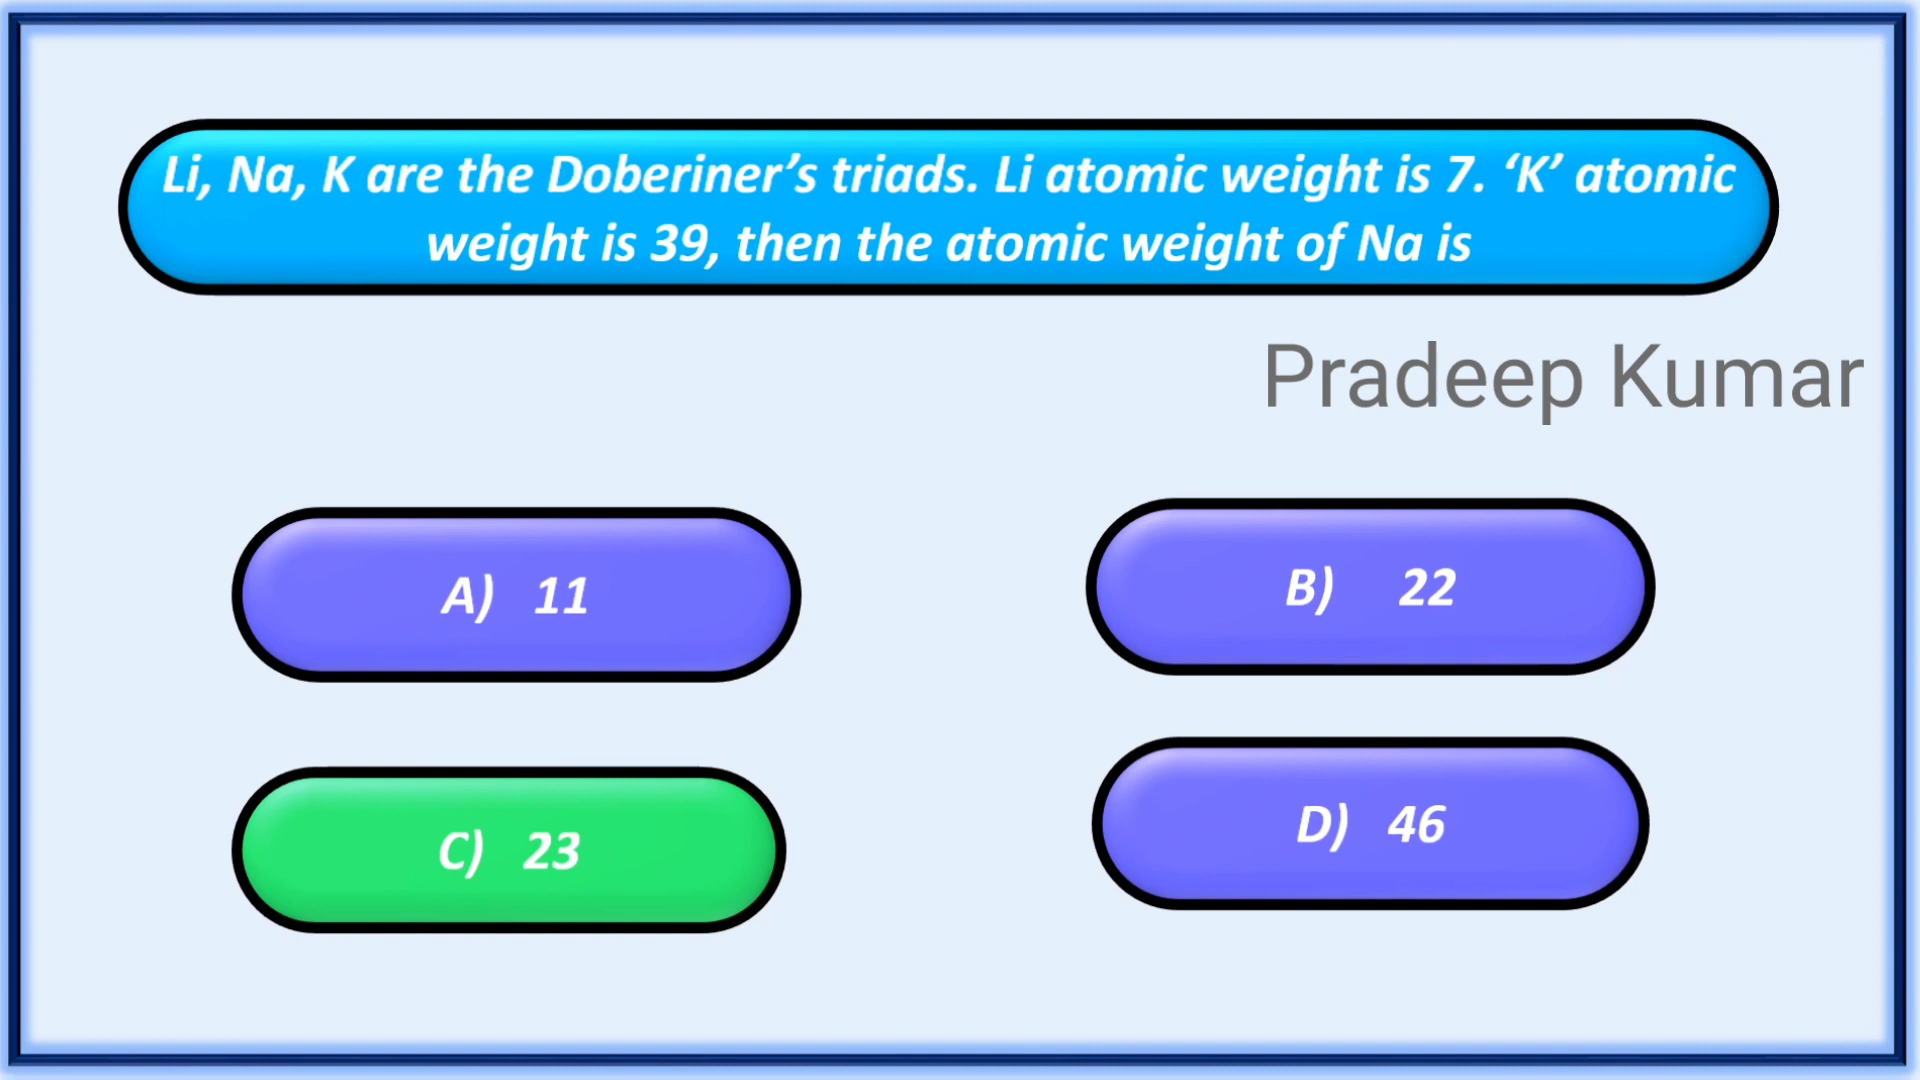 Li, Na, K are the Doberiner’s triads. Li atomic weight is 7. ‘K’ atomic
weight is 39, then the atomic weight of Na is
Pradeep Kumar
A) 11
B) 22
C) 23
D) 46